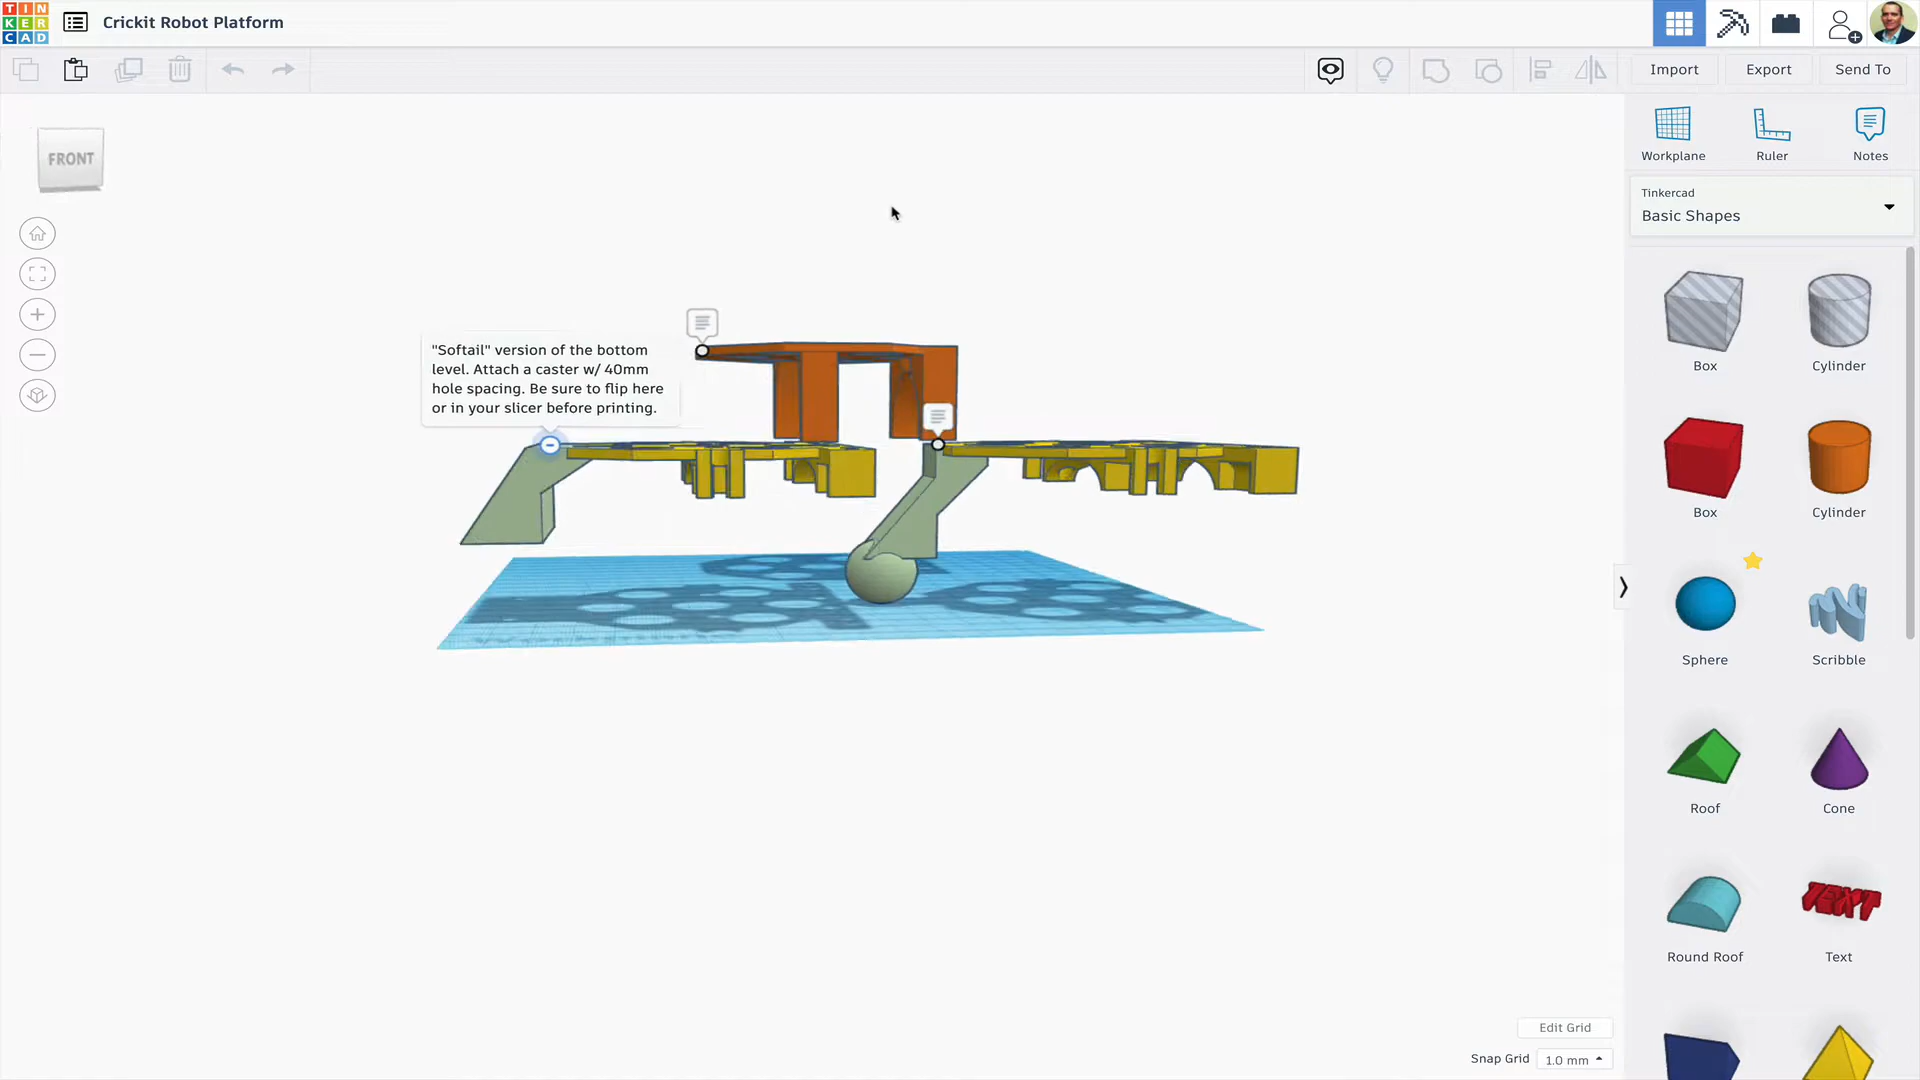 TIN
KER
CAD
Crickit Robot Platform
Import
Export
Send To
FRONT
Workplane
Ruler
Notes
Tinkercad
Basic Shapes
"Softail" version of the bottom
level. Attach a caster w/ 40mm
hole spacing. Be sure to flip here
or in your slicer before printing.
Box
Cylinder
Box
Cylinder
Sphere
Scribble
Roof
Cone
TEXT
Round Roof
Text
Edit Grid
Snap Grid
1.0 mm